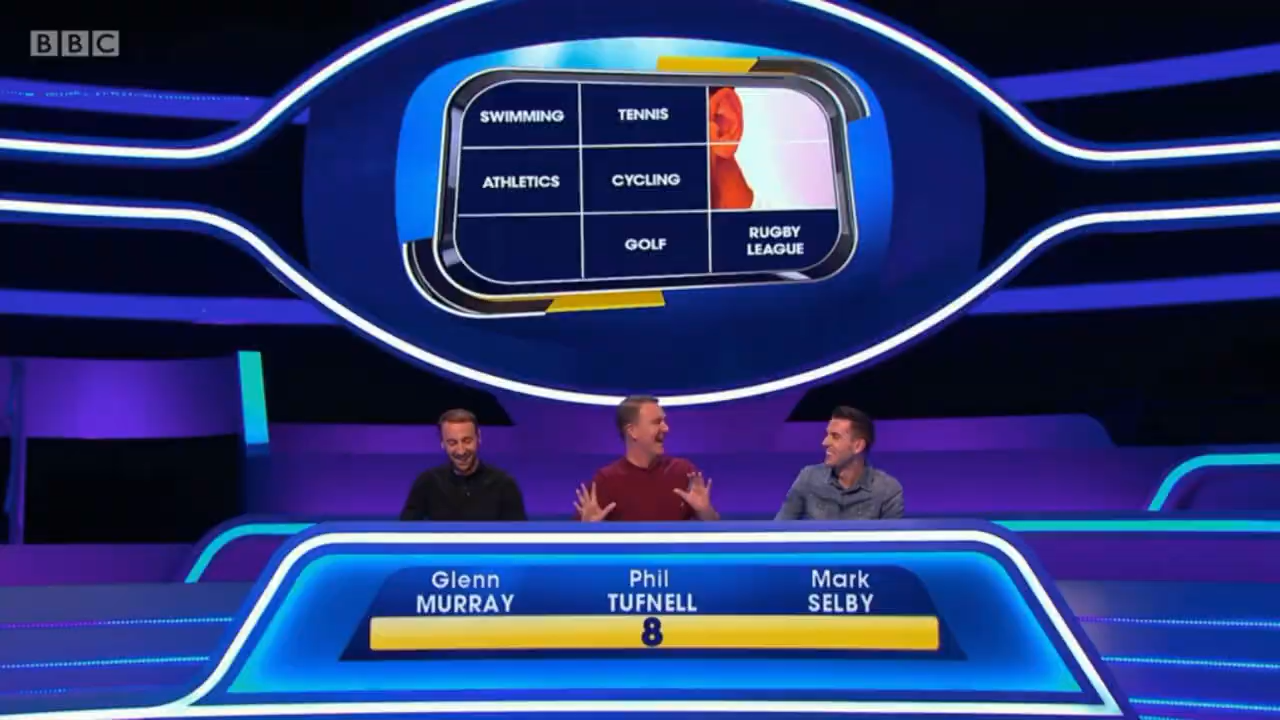 BBC
SWIMMING
TENNIS
ATHLETICS
CYCLING
GOLF
RUGBY
LEAGUE
Glenn
MURRAY
Phil
TUFNELL
Mark
SELBY
8